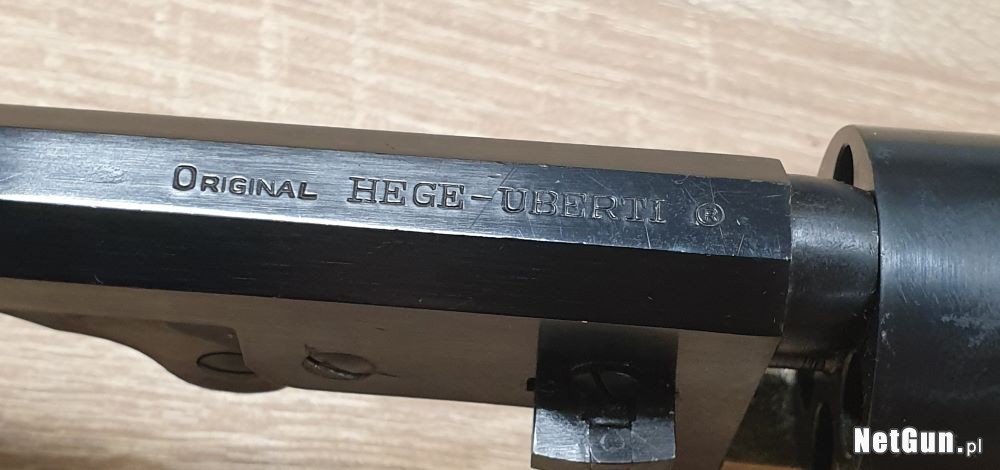 ORIGINAL HEGE-UBERTI ®
NetGun.pl